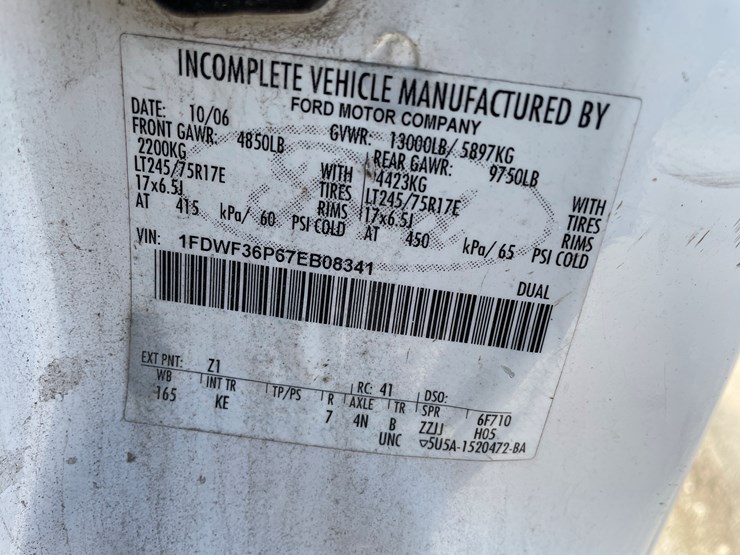 INCOMPLETE VEHICLE MANUFACTURED BY
FORD MOTOR COMPANY
DATE: 10/06 GVWR: 13000LB/ 5897KG
FRONT GAWR: 4850LB REAR GAWR: 9750LB
2200KG WITH 4423KG WITH
LT245/75R17E TIRES LT245/75R17E TIRES
17x6.5J RIMS 17x6.5J RIMS
AT 415 kPa/ 60 PSI COLD AT 450 kPa/ 65 PSI COLD
VIN: 1FDWF36P67EB08341 DUAL
EXT PNT: Z1 RC: 41 DSO:
WB INT TR TP/PS R AXLE TR SPR 6F710
165 KE 7 4N B ZZJJ H05
UNC ▽5U5A-1520472-BA